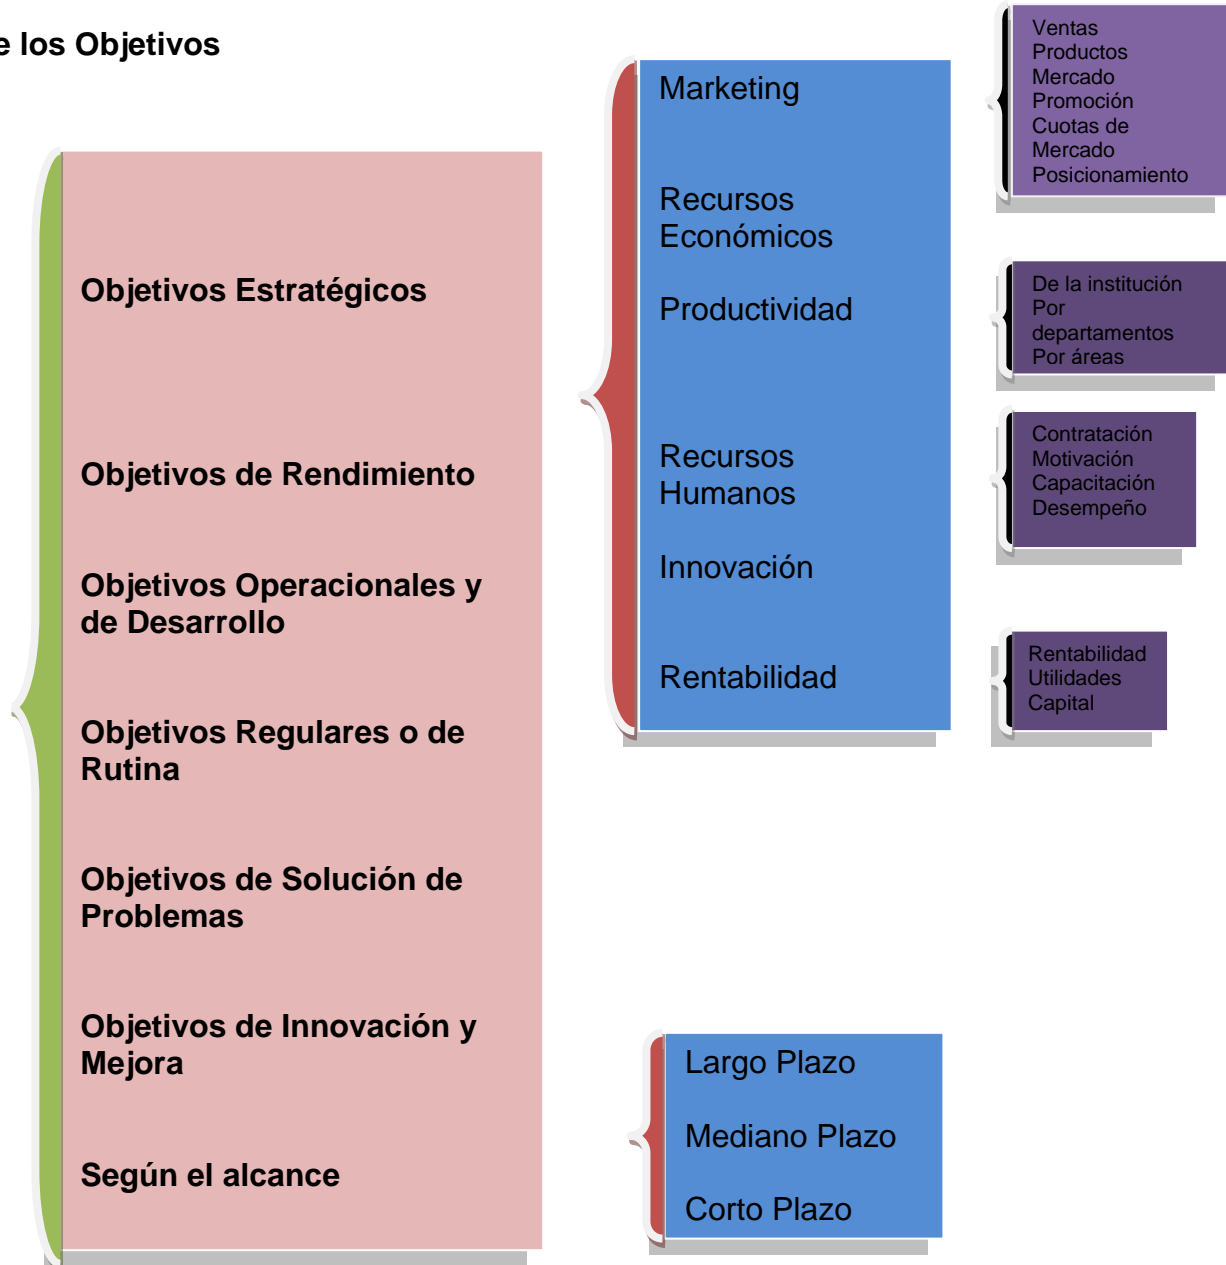 e los Objetivos
Objetivos Estratégicos
Objetivos de Rendimiento
Objetivos Operacionales y
de Desarrollo
Objetivos Regulares o de
Rutina
Objetivos de Solución de
Problemas
Objetivos de Innovación y
Mejora
Según el alcance
Marketing
Recursos
Económicos
Productividad
Recursos
Humanos
Innovación
Rentabilidad
Largo Plazo
Mediano Plazo
Corto Plazo
Ventas
Productos
Mercado
Promoción
Cuotas de
Mercado
Posicionamiento
De la institución
Por
departamentos
Por áreas
Contratación
Motivación
Capacitación
Desempeño
Rentabilidad
Utilidades
Capital